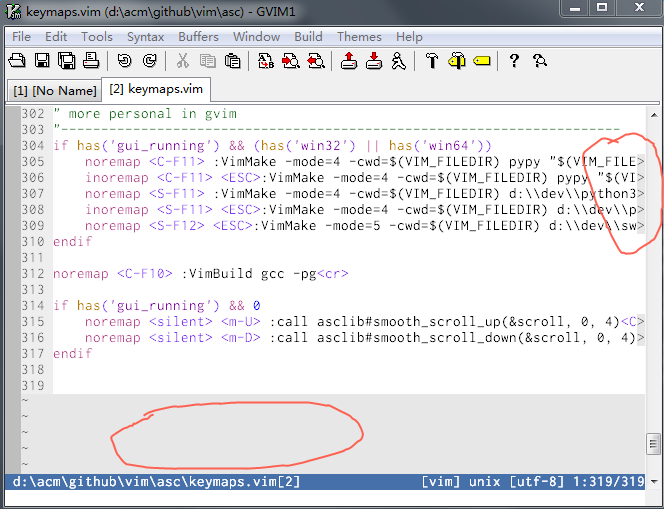 keymaps.vim (d:\acm\github\vim\asc) - GVIM1
File Edit Tools Syntax Buffers Window Build Themes Help
[1] [No Name] [2] keymaps.vim
302 " more personal in gvim
303 "----------------------------------------------------------------------
304 if has('gui_running') && (has('win32') || has('win64'))
305     noremap <C-F11> :VimMake -mode=4 -cwd=$(VIM_FILEDIR) pypy "$(VIM_FILE>
306     inoremap <C-F11> <ESC>:VimMake -mode=4 -cwd=$(VIM_FILEDIR) pypy "$(VI>
307     noremap <S-F11> :VimMake -mode=4 -cwd=$(VIM_FILEDIR) d:\\dev\\python3>
308     inoremap <S-F11> <ESC>:VimMake -mode=4 -cwd=$(VIM_FILEDIR) d:\\dev\\p>
309     noremap <S-F12> <ESC>:VimMake -mode=5 -cwd=$(VIM_FILEDIR) d:\\dev\\sw>
310 endif
311
312 noremap <C-F10> :VimBuild gcc -pg<cr>
313
314 if has('gui_running') && 0
315     noremap <silent> <m-U> :call asclib#smooth_scroll_up(&scroll, 0, 4)<C>
316     noremap <silent> <m-D> :call asclib#smooth_scroll_down(&scroll, 0, 4)>
317 endif
318
319
~
~
~
~
~
d:\acm\github\vim\asc\keymaps.vim[2] [vim] unix [utf-8] 1:319/319